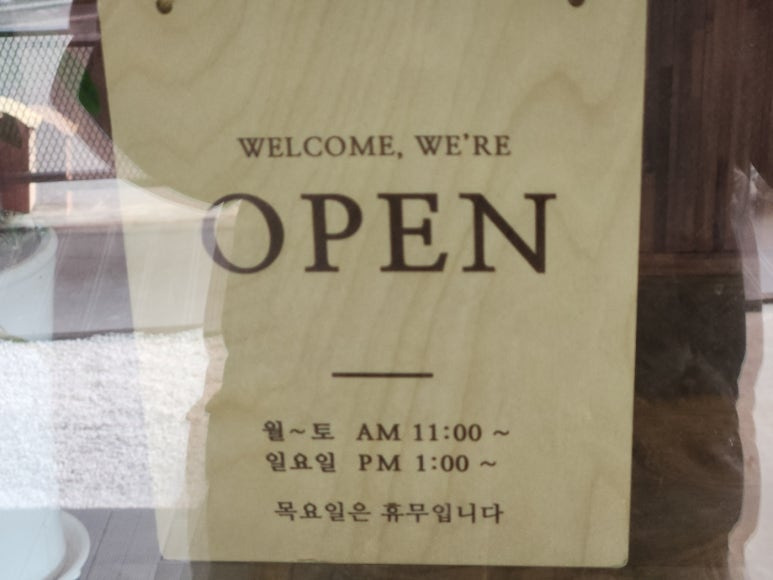 WELCOME, WE'RE
OPEN
월~토 AM 11:00 ~
일요일 PM 1:00 ~
목요일은 휴무입니다